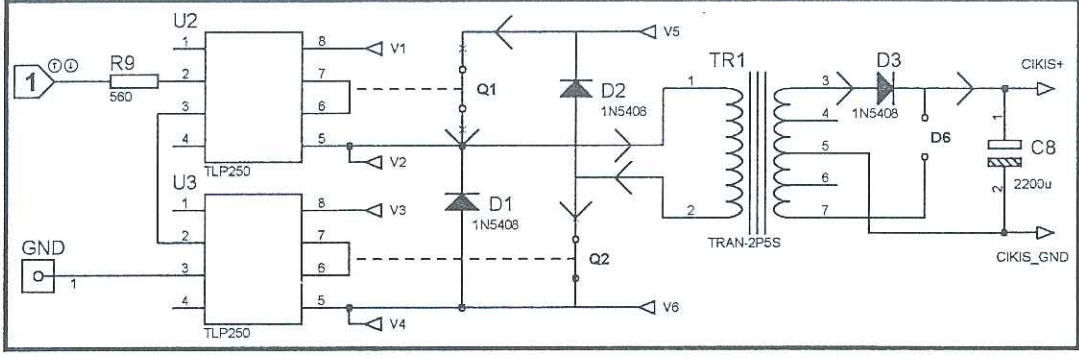 U2
1
8
V1
1
R9
560
2
7
3
6
4
5
V2
TLP250
U3
1
8
V3
2
7
GND
1
3
6
4
5
V4
TLP250
V5
Q1
D2
1N5408
D1
1N5408
Q2
V6
TR1
1
2
3
4
5
6
7
TRAN-2P5S
D3
1N5408
D6
CIKIS+
1
C8
2200u
2
CIKIS_GND